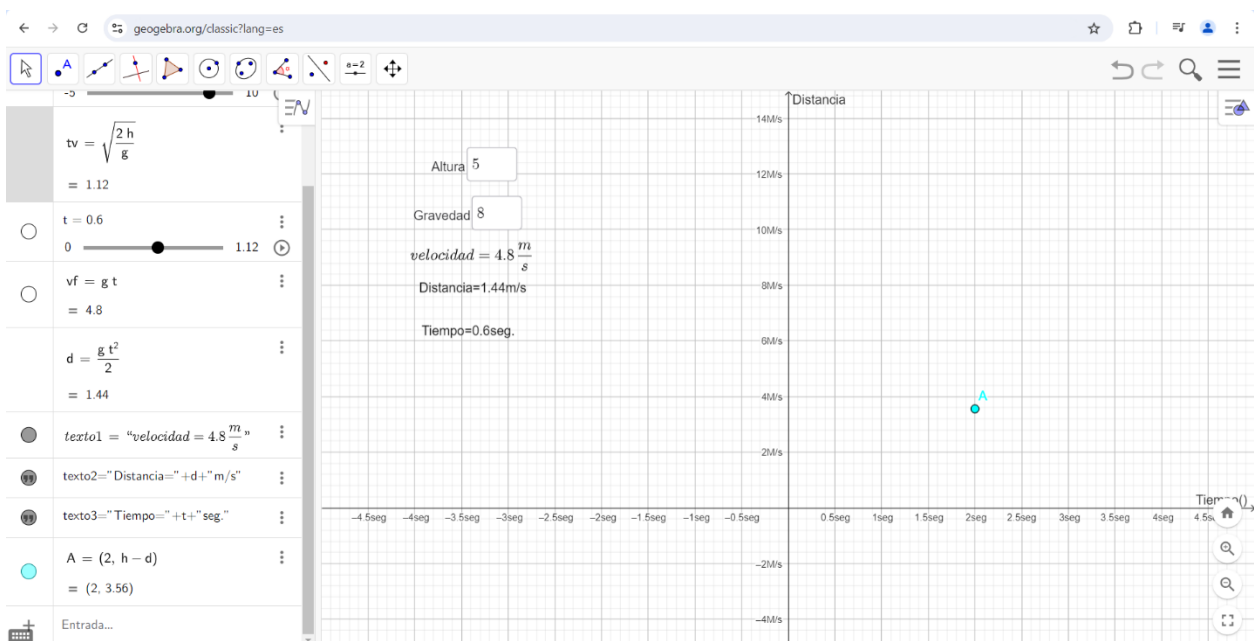 geogebra.org/classic?lang=es
A
a=2
-5 10
tv = √(2 h / g)
= 1.12
t = 0.6
0 1.12
vf = g t
= 4.8
d = g t² / 2
= 1.44
texto1 = “velocidad = 4.8 m/s”
texto2="Distancia="+d+"m/s"
texto3="Tiempo="+t+"seg."
A = (2, h − d)
= (2, 3.56)
Entrada...
Distancia
14M/s
12M/s
10M/s
8M/s
6M/s
4M/s
2M/s
−2M/s
−4M/s
Altura 5
Gravedad 8
velocidad = 4.8 m/s
Distancia=1.44m/s
Tiempo=0.6seg.
A
−4.5seg −4seg −3.5seg −3seg −2.5seg −2seg −1.5seg −1seg −0.5seg 0.5seg 1seg 1.5seg 2seg 2.5seg 3seg 3.5seg 4seg